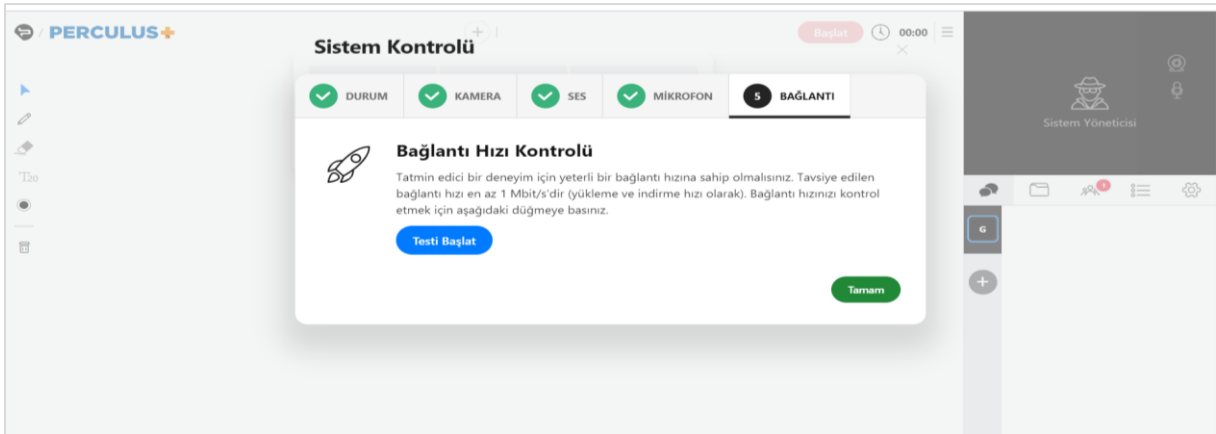 PERCULUS+
Başlat
00:00
Sistem Kontrolü
DURUM
KAMERA
SES
MİKROFON
5 BAĞLANTI
Bağlantı Hızı Kontrolü
Tatmin edici bir deneyim için yeterli bir bağlantı hızına sahip olmalısınız. Tavsiye edilen
bağlantı hızı en az 1 Mbit/s'dir (yükleme ve indirme hızı olarak). Bağlantı hızınızı kontrol
etmek için aşağıdaki düğmeye basınız.
Testi Başlat
Tamam
Sistem Yöneticisi
1
G
T20